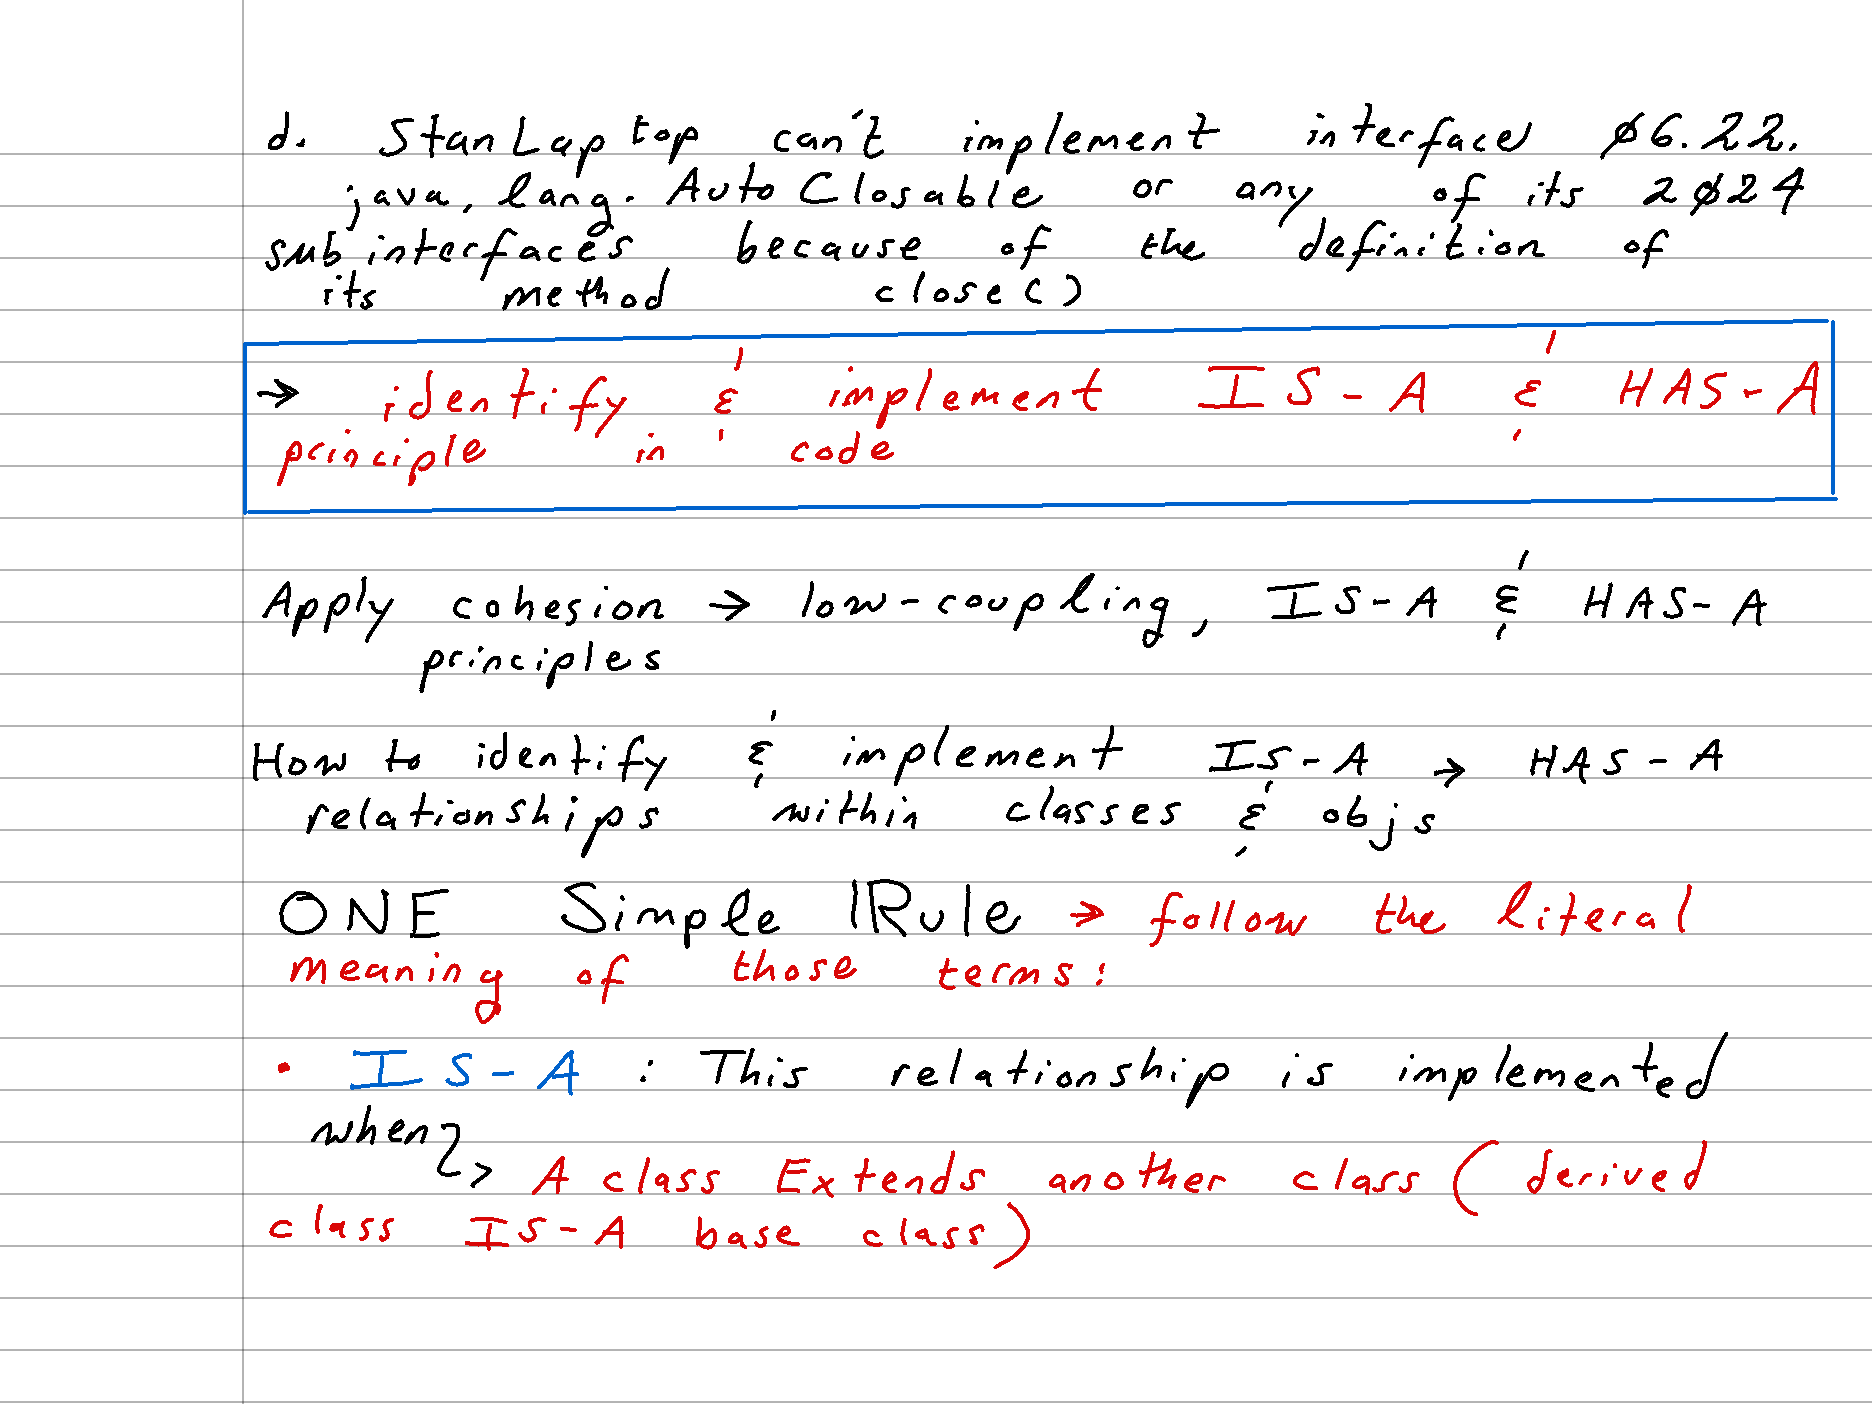 d. StanLaptop can't implement interface ø6.22.
java, lang. AutoClosable or any of its 2ø24
subinterfaces because of the definition of
its method close()
→ identify & implement IS-A & HAS-A
principle in code
Apply cohesion → low-coupling, IS-A & HAS-A
principles
How to identify & implement IS-A → HAS-A
relationships within classes & objs
ONE Simple Rule → follow the literal
meaning of those terms:
• IS-A : This relationship is implemented
when
→ A class Extends another class (derived
class IS-A base class)